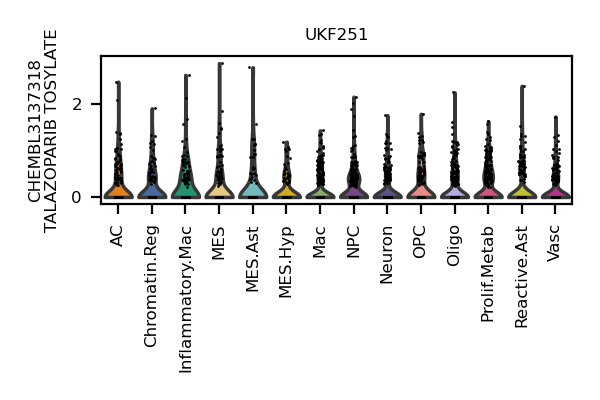 UKF251
CHEMBL3137318
TALAZOPARIB TOSYLATE
2
0
AC
Chromatin.Reg
Inflammatory.Mac
MES
MES.Ast
MES.Hyp
Mac
NPC
Neuron
OPC
Oligo
Prolif.Metab
Reactive.Ast
Vasc